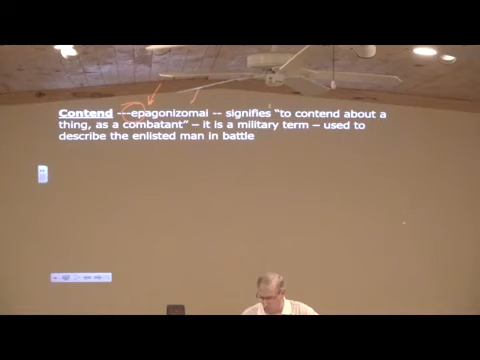 Contend ---epagonizomai -- signifies “to contend about a
thing, as a combatant” – it is a military term – used to
describe the enlisted man in battle